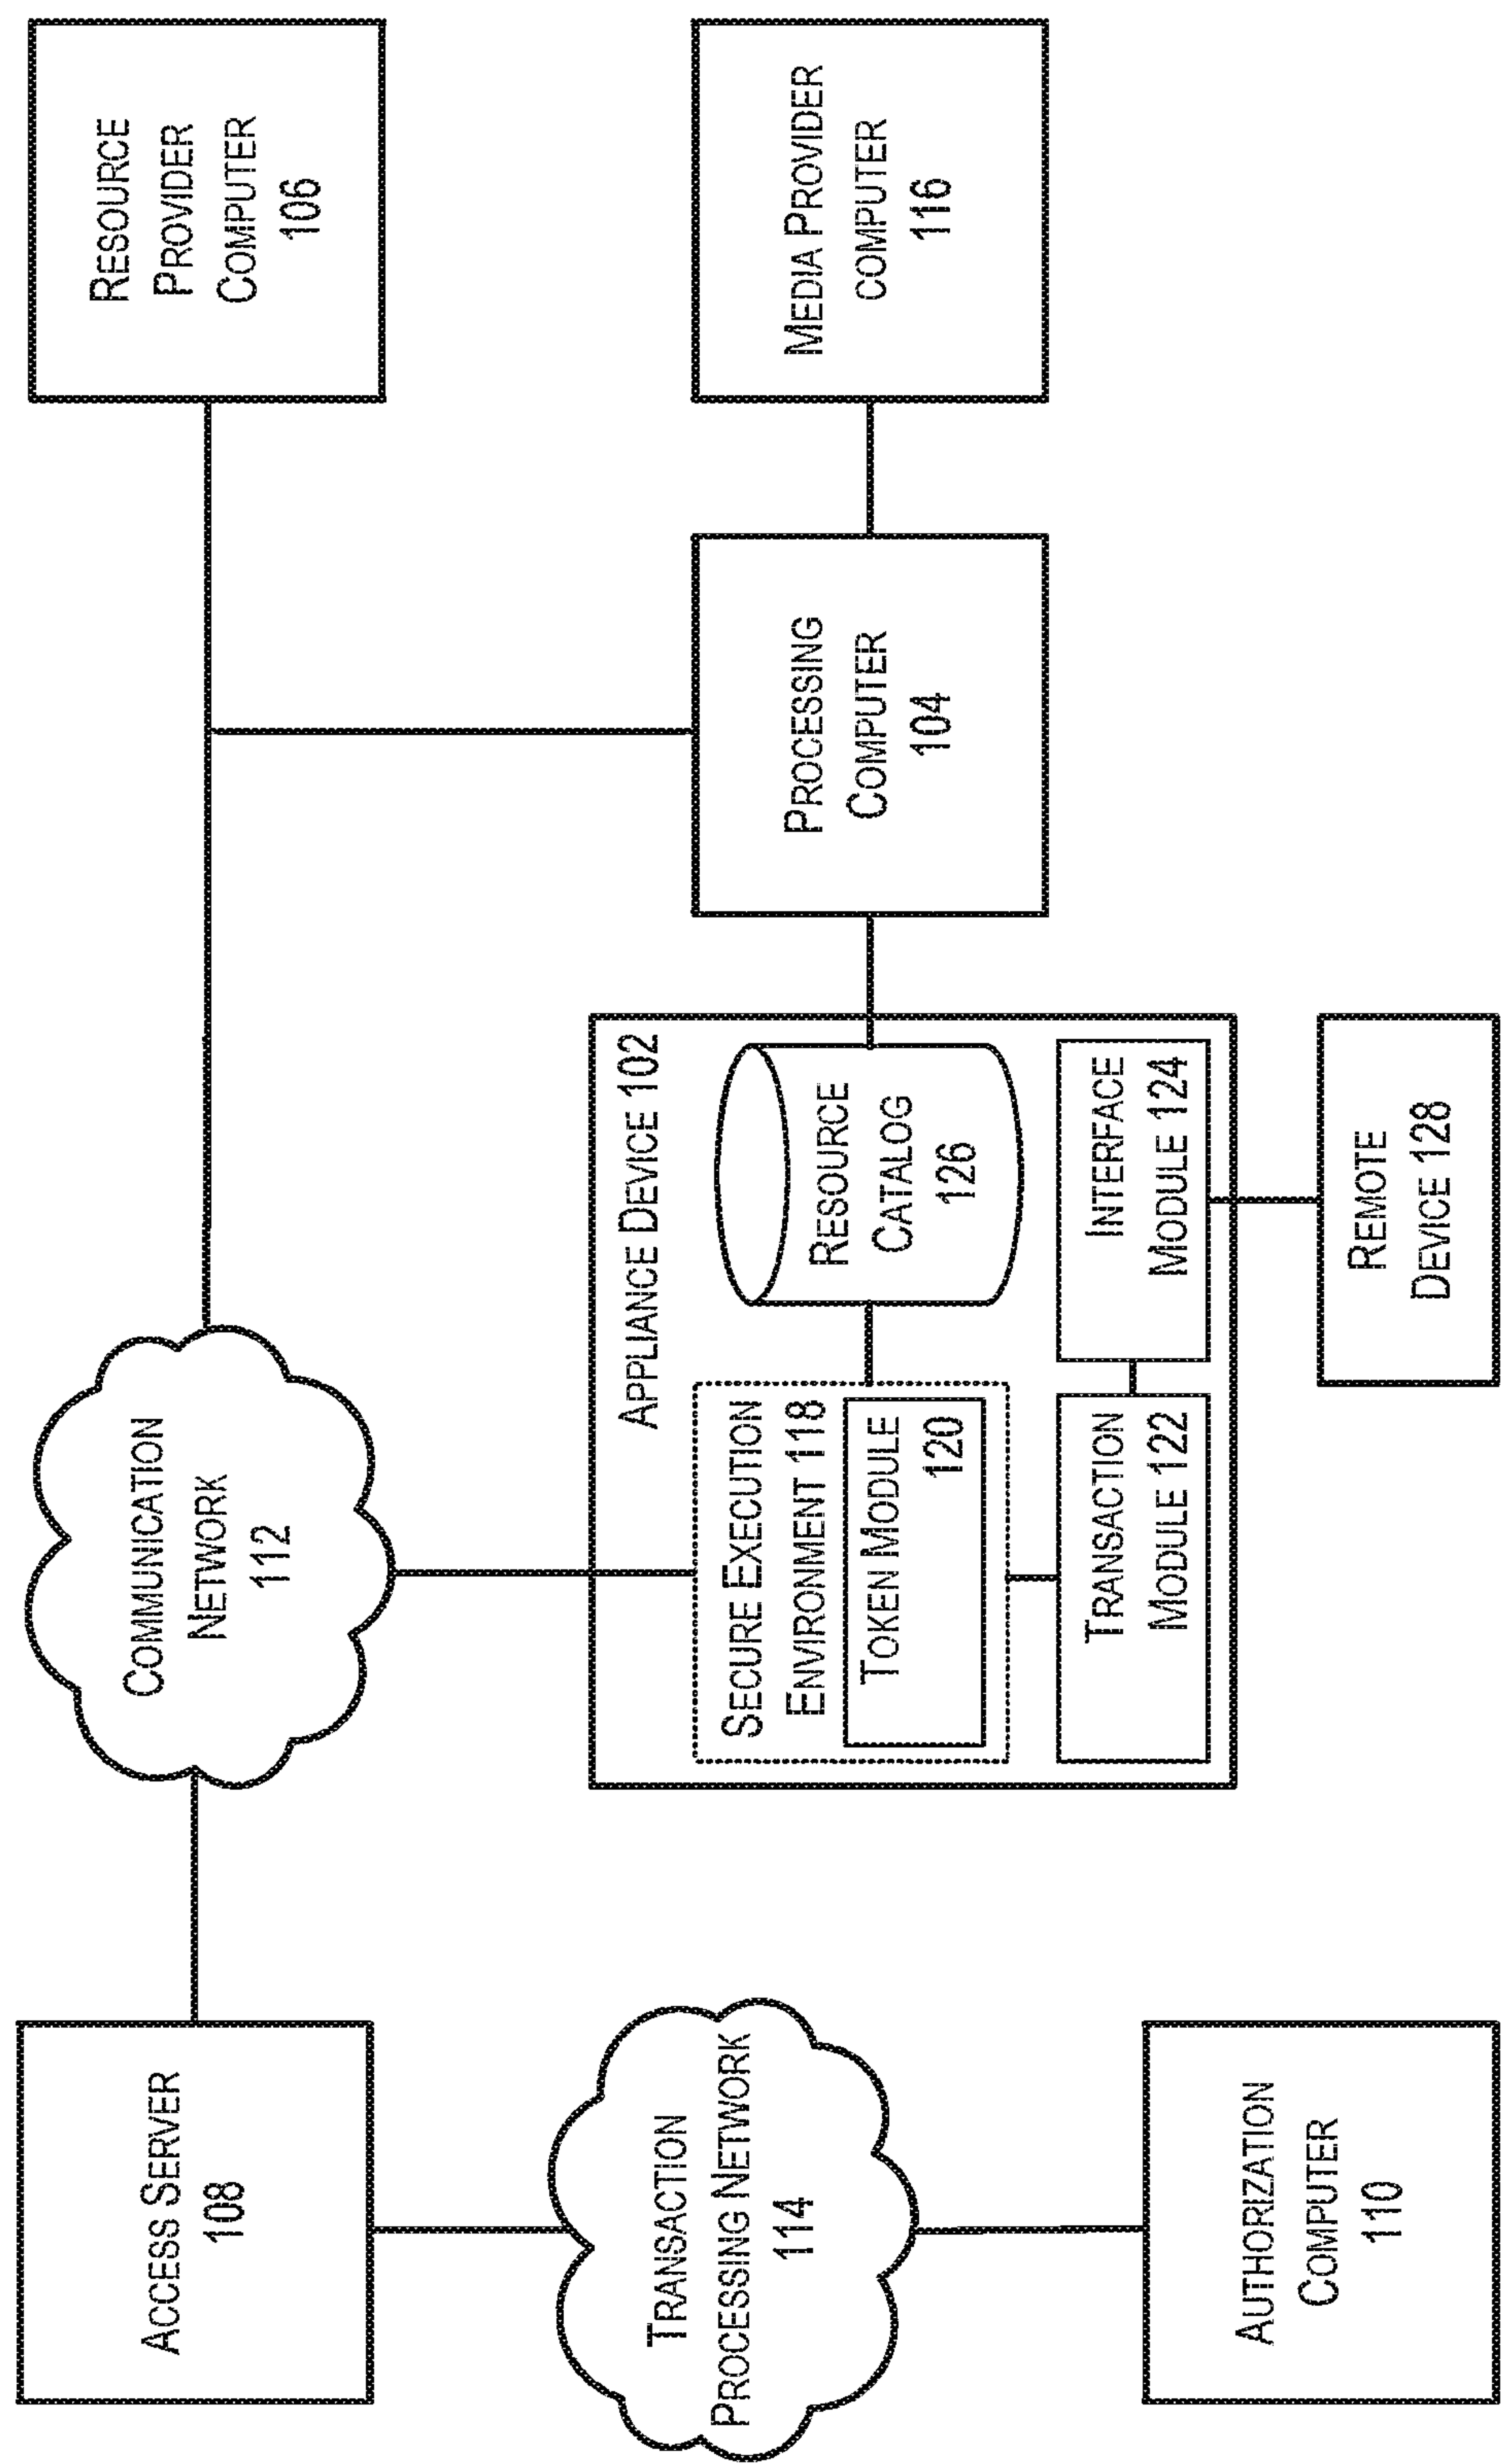 ACCESS SERVER
108
COMMUNICATION
NETWORK
112
RESOURCE
PROVIDER
COMPUTER
106
TRANSACTION
PROCESSING NETWORK
114
APPLIANCE DEVICE 102
SECURE EXECUTION
ENVIRONMENT 118
TOKEN MODULE
120
RESOURCE
CATALOG
126
PROCESSING
COMPUTER
104
MEDIA PROVIDER
COMPUTER
116
TRANSACTION
MODULE 122
INTERFACE
MODULE 124
AUTHORIZATION
COMPUTER
110
REMOTE
DEVICE 128